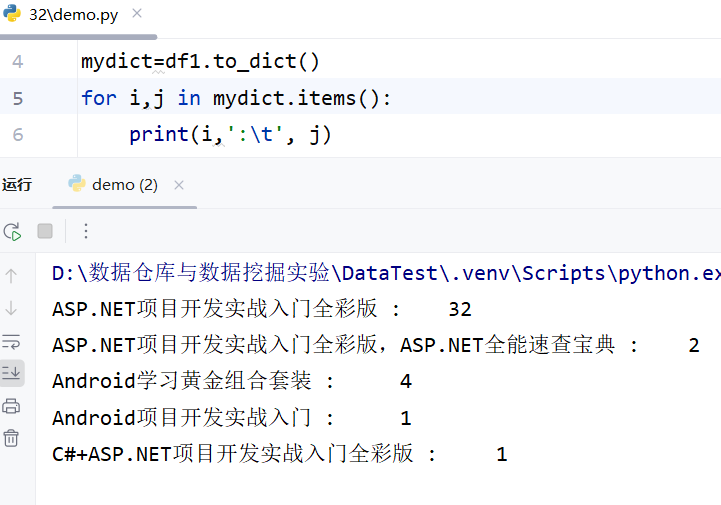 32\demo.py
4 mydict=df1.to_dict()
5 for i,j in mydict.items():
6 print(i,':\t', j)
运行 demo (2)
D:\数据仓库与数据挖掘实验\DataTest\.venv\Scripts\python.ex
ASP.NET项目开发实战入门全彩版 : 32
ASP.NET项目开发实战入门全彩版，ASP.NET全能速查宝典 : 2
Android学习黄金组合套装 : 4
Android项目开发实战入门 : 1
C#+ASP.NET项目开发实战入门全彩版 : 1